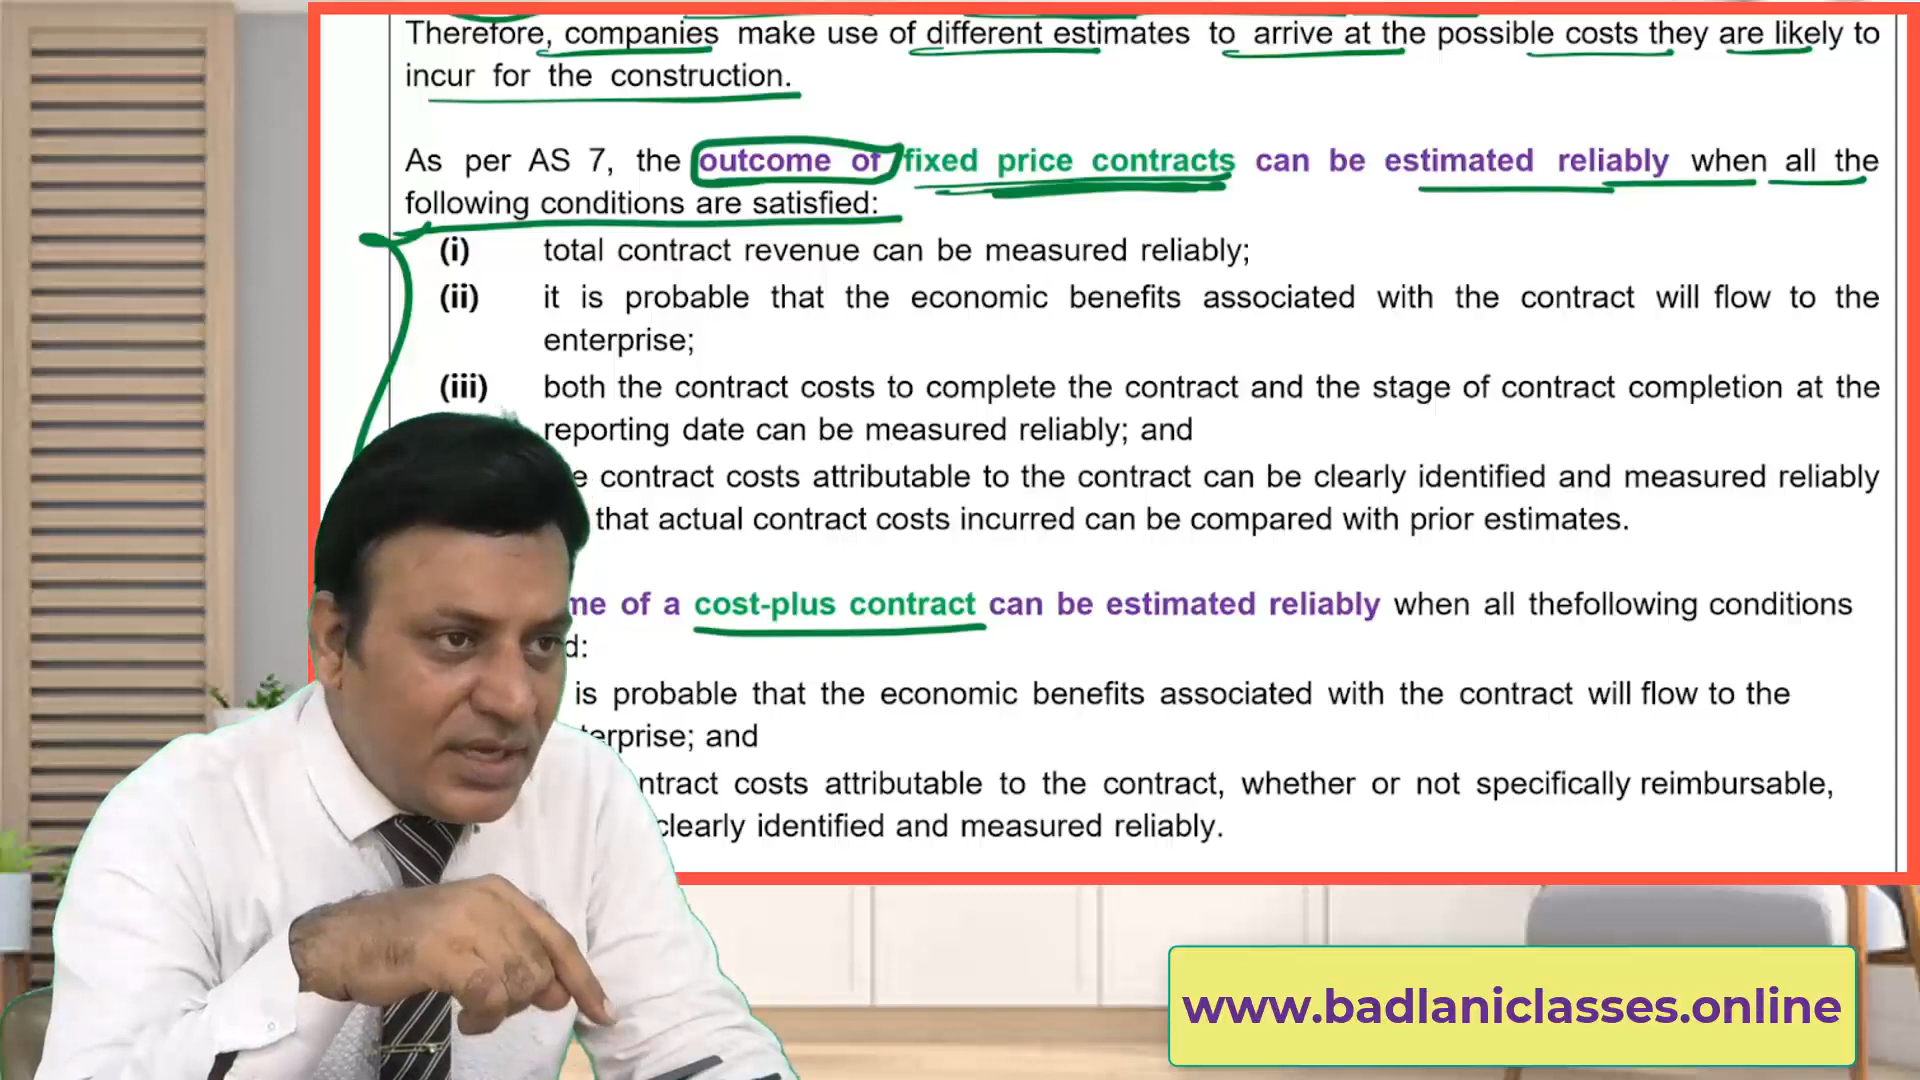 Therefore, companies make use of different estimates to arrive at the possible costs they are likely to
incur for the construction.
As per AS 7, the outcome of fixed price contracts can be estimated reliably when all the
following conditions are satisfied:
(i) total contract revenue can be measured reliably;
(ii) it is probable that the economic benefits associated with the contract will flow to the
enterprise;
(iii) both the contract costs to complete the contract and the stage of contract completion at the
reporting date can be measured reliably; and
contract costs attributable to the contract can be clearly identified and measured reliably
that actual contract costs incurred can be compared with prior estimates.
of a cost-plus contract can be estimated reliably when all thefollowing conditions
is probable that the economic benefits associated with the contract will flow to the
and
costs attributable to the contract, whether or not specifically reimbursable,
clearly identified and measured reliably.
www.badlaniclasses.online